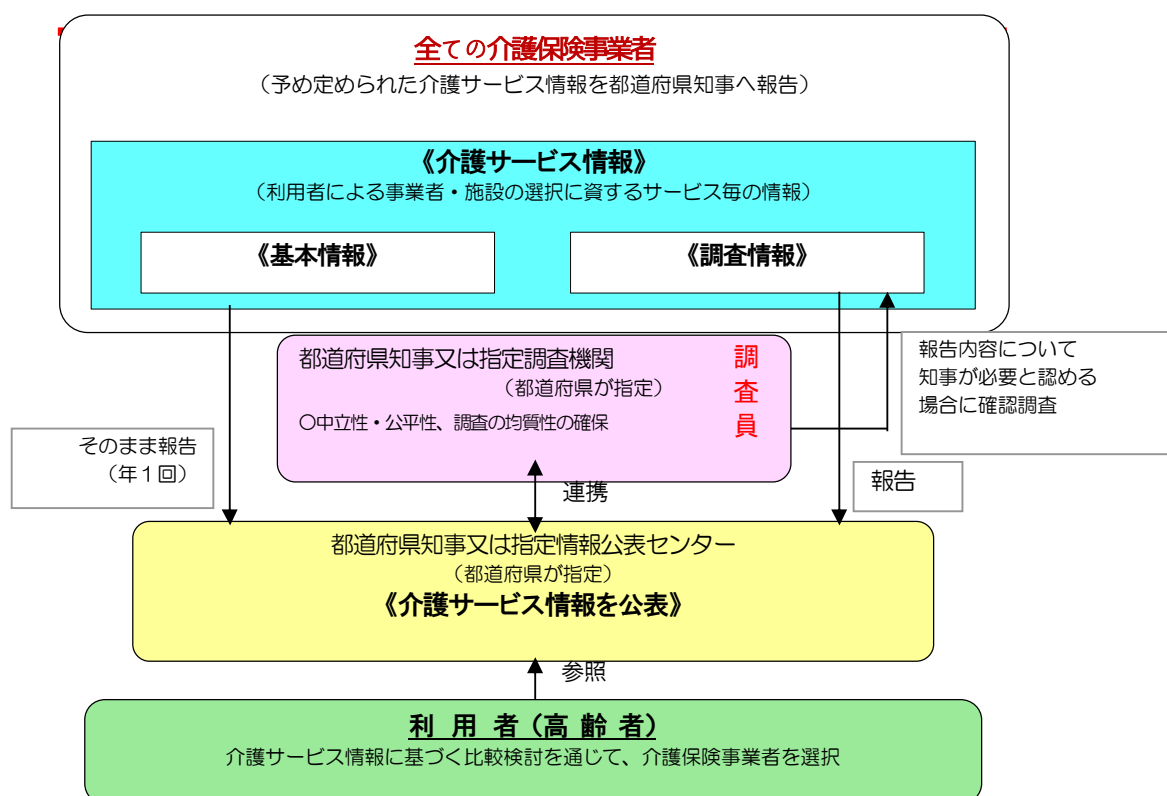 全ての介護保険事業者
（予め定められた介護サービス情報を都道府県知事へ報告）
《介護サービス情報》
（利用者による事業者・施設の選択に資するサービス毎の情報）
《基本情報》
《調査情報》
都道府県知事又は指定調査機関
（都道府県が指定）
〇中立性・公平性、調査の均質性の確保
調
査
員
報告内容について
知事が必要と認める
場合に確認調査
そのまま報告
（年１回）
連携
報告
都道府県知事又は指定情報公表センター
（都道府県が指定）
《介護サービス情報を公表》
参照
利 用 者（高 齢 者）
介護サービス情報に基づく比較検討を通じて、介護保険事業者を選択